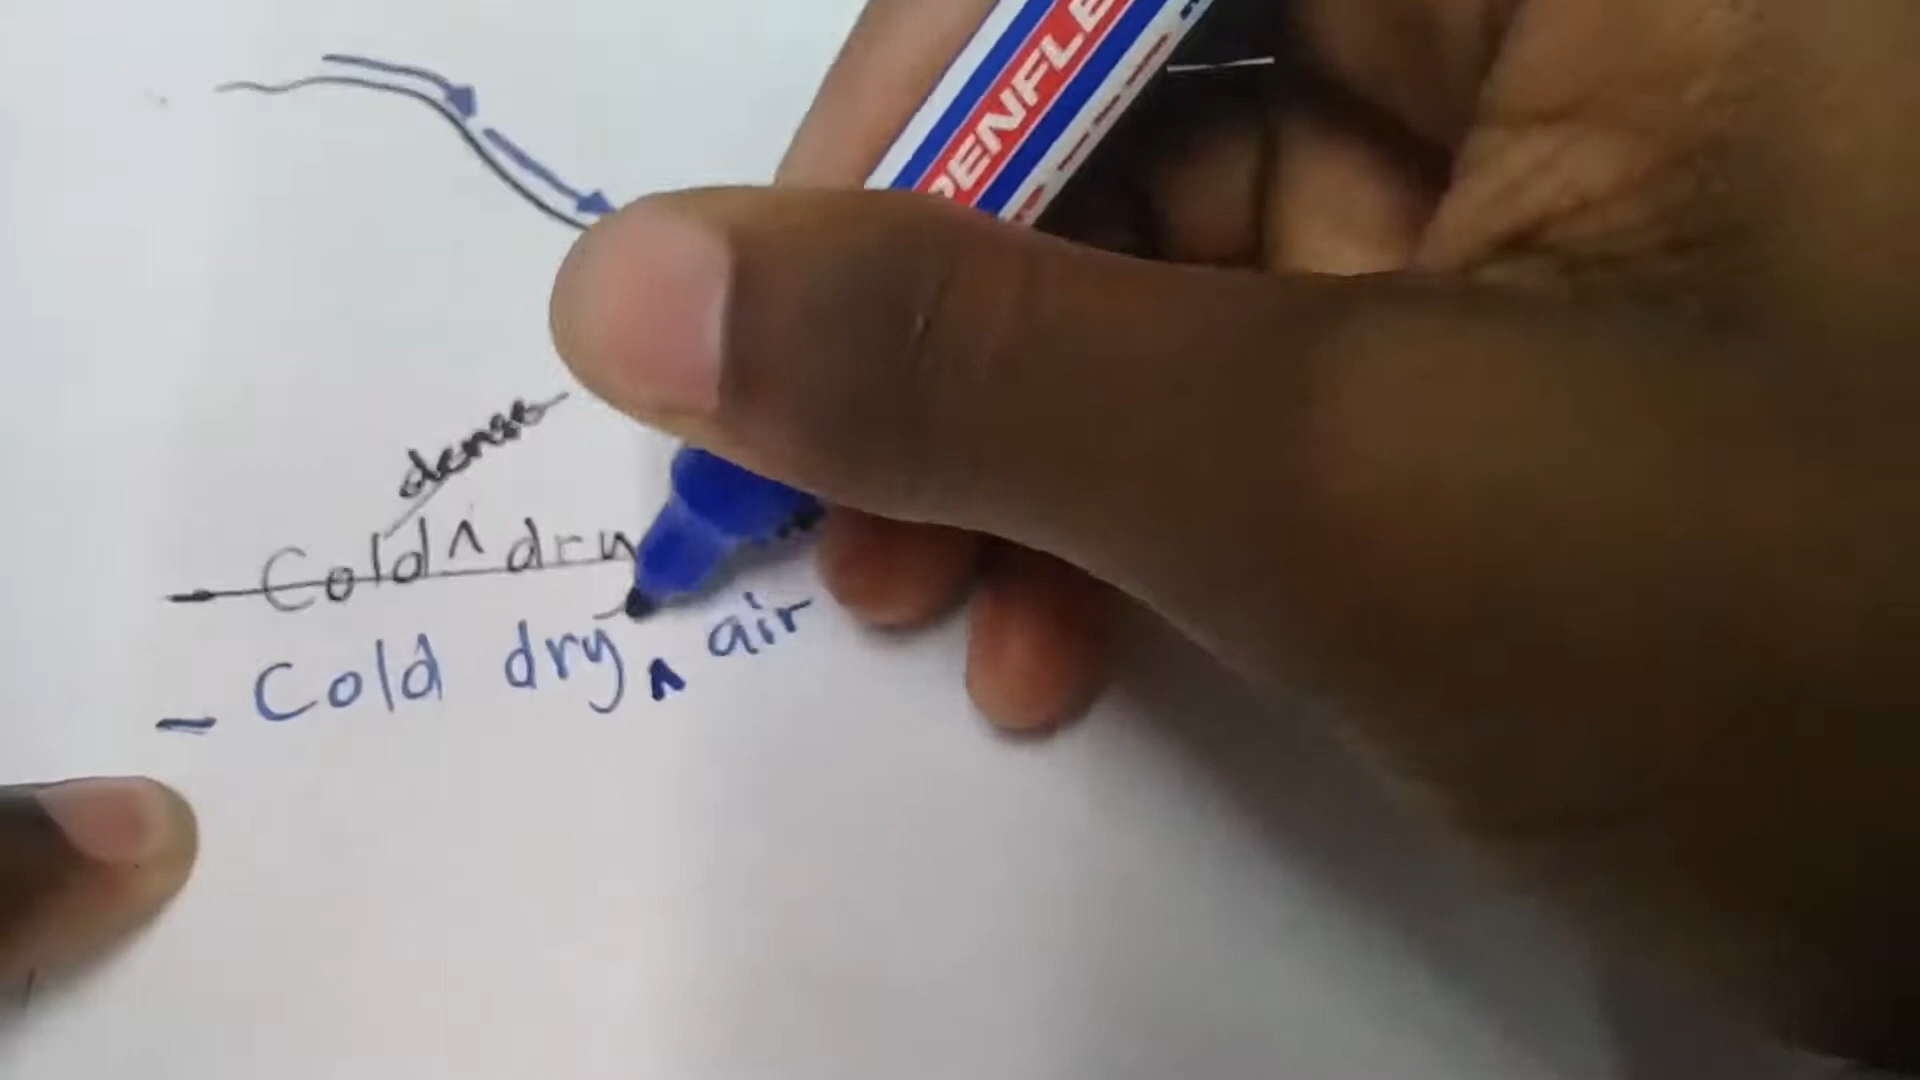 PENFLE
dense
- Cold ^ dry
- Cold dry ^ air